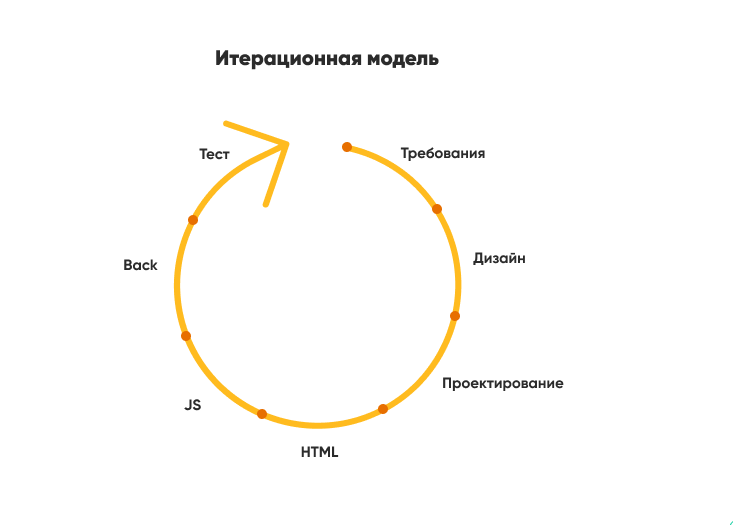 Итерационная модель
Требования
Дизайн
Проектирование
HTML
JS
Back
Тест